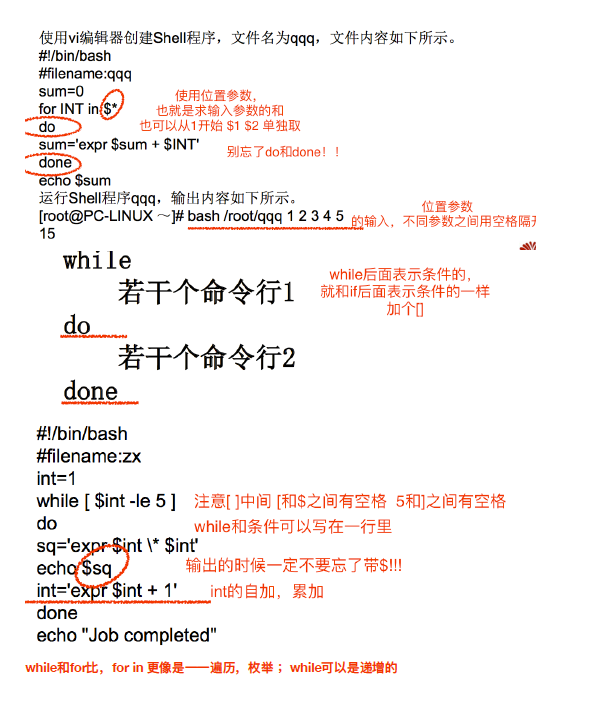 使用vi编辑器创建Shell程序，文件名为qqq，文件内容如下所示。
#!/bin/bash
#filename:qqq
sum=0
for INT in $*
使用位置参数，
也就是求输入参数的和
也可以从1开始 $1 $2 单独取
do
sum='expr $sum + $INT'
别忘了do和done！！
done
echo $sum
运行Shell程序qqq，输出内容如下所示。
[root@PC-LINUX ～]# bash /root/qqq 1 2 3 4 5
位置参数
的输入，不同参数之间用空格隔开
15
while
若干个命令行1
do
若干个命令行2
done
while后面表示条件的，
就和if后面表示条件的一样
加个[]
#!/bin/bash
#filename:zx
int=1
while [ $int -le 5 ] 注意[ ]中间 [和$之间有空格 5和]之间有空格
do
while和条件可以写在一行里
sq='expr $int \* $int'
echo $sq
输出的时候一定不要忘了带$!!!
int='expr $int + 1' int的自加，累加
done
echo "Job completed"
while和for比，for in 更像是——遍历，枚举；while可以是递增的